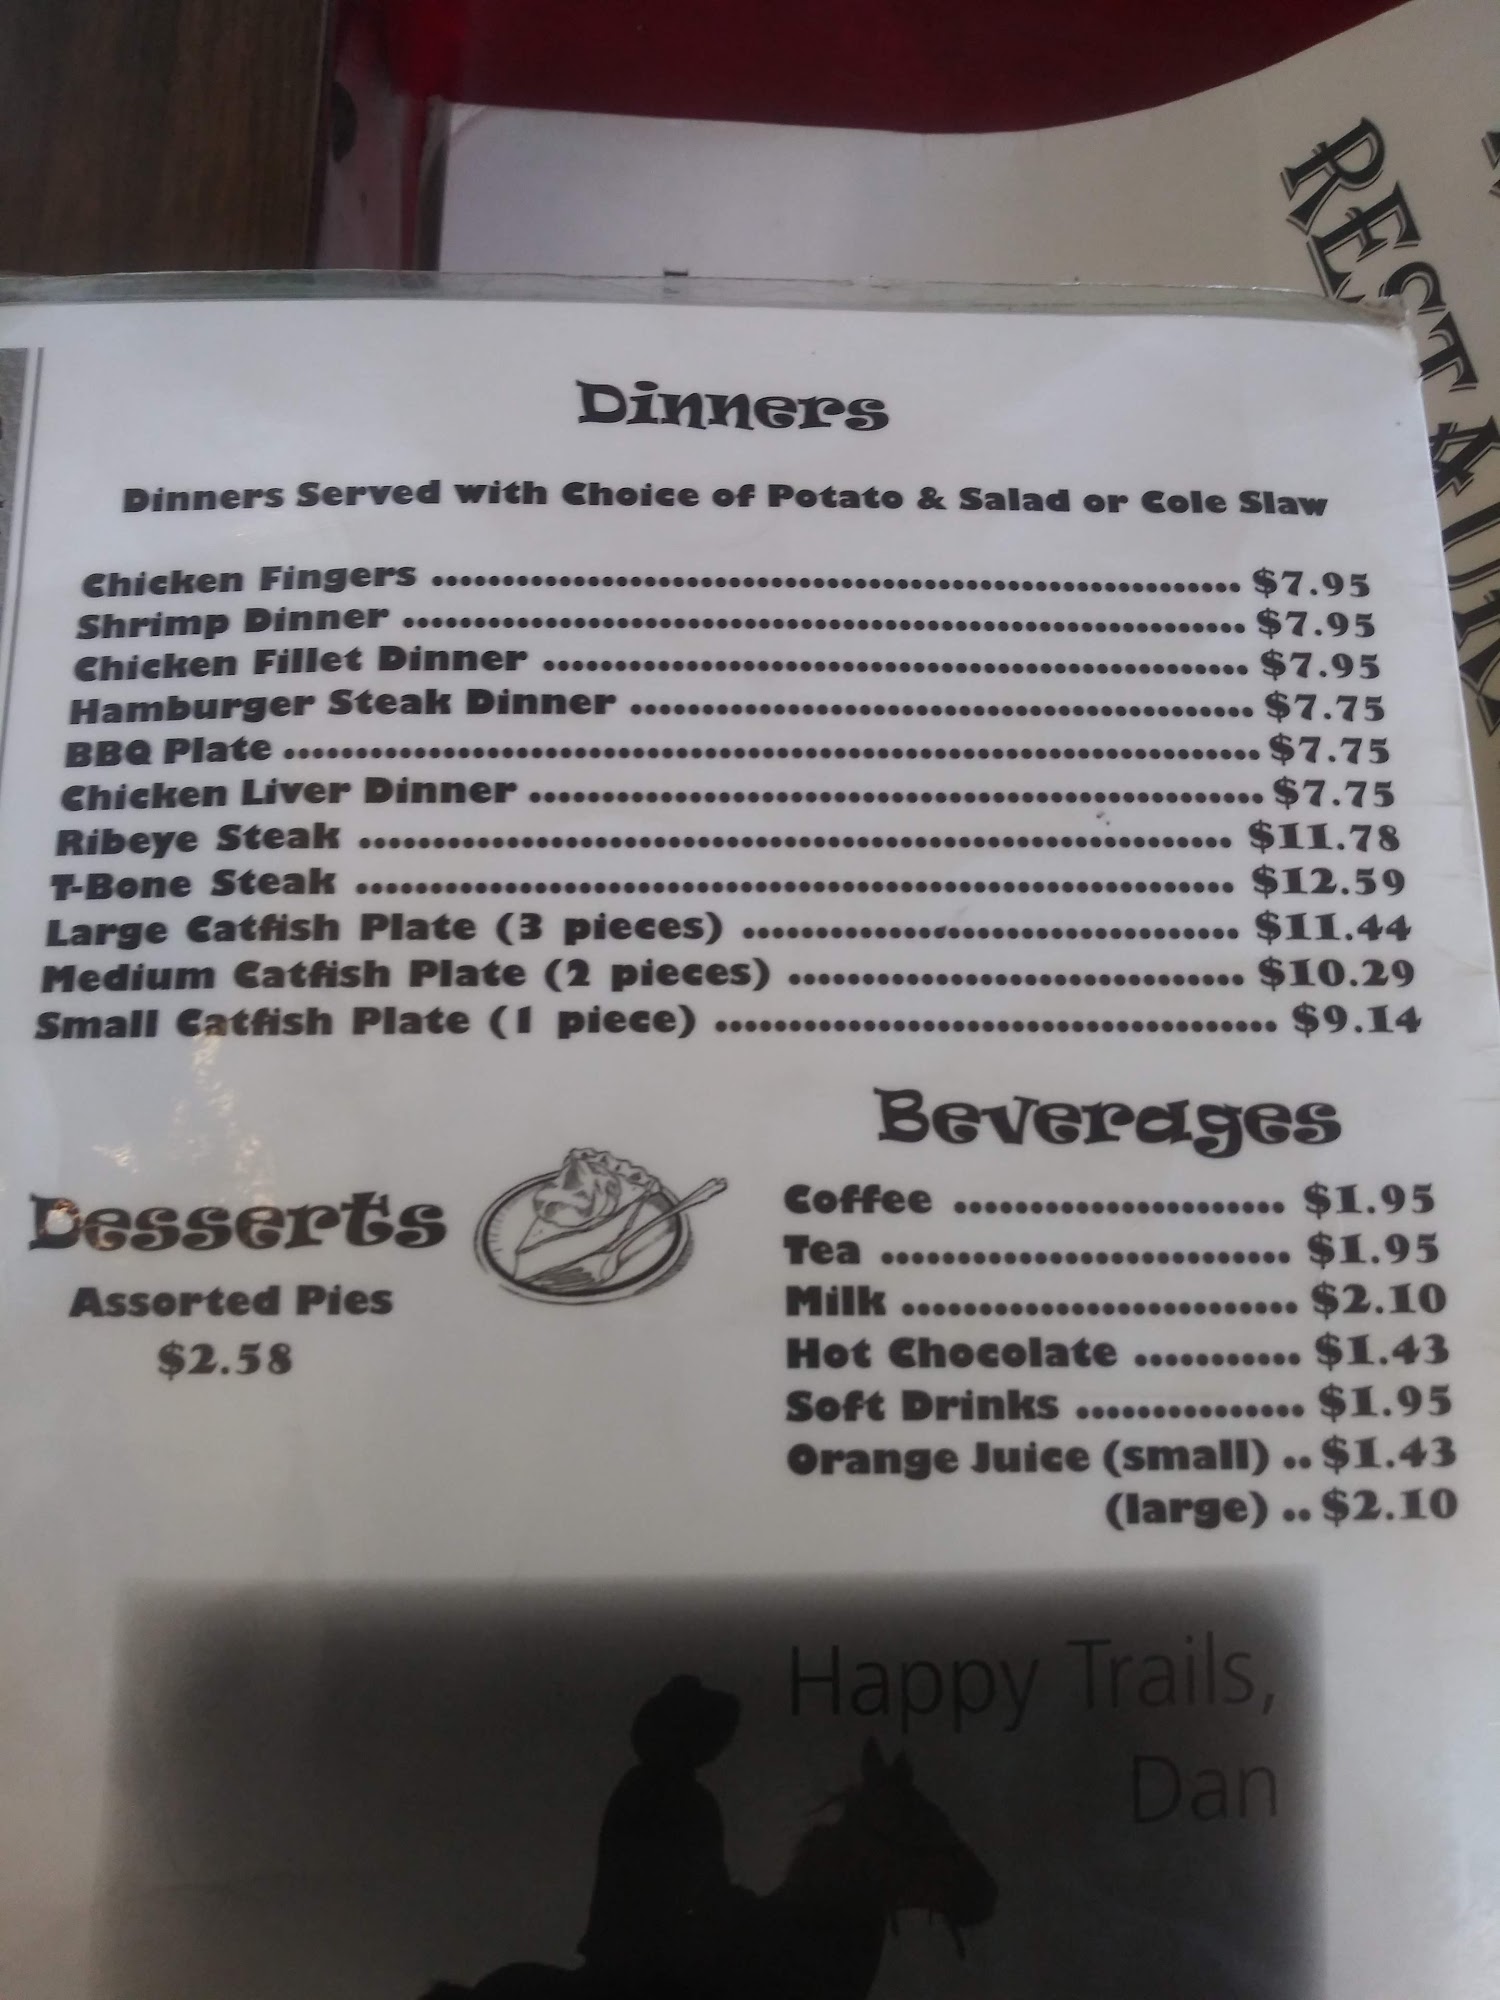 RESTAUR
Dinners
Dinners Served with Choice of Potato & Salad or Cole Slaw
Chicken Fingers ........................................................ $7.95
Shrimp Dinner .......................................................... $7.95
Chicken Fillet Dinner ................................................. $7.95
Hamburger Steak Dinner ........................................... $7.75
BBQ Plate .................................................................... $7.75
Chicken Liver Dinner ................................................... $7.75
Ribeye Steak ............................................................. $11.78
T-Bone Steak ............................................................. $12.59
Large Catfish Plate (3 pieces) ................................... $11.44
Medium Catfish Plate (2 pieces) ................................ $10.29
Small Catfish Plate (1 piece) ....................................... $9.14
Desserts
Assorted Pies
$2.58
Beverages
Coffee ...................... $1.95
Tea ........................... $1.95
Milk .......................... $2.10
Hot Chocolate ........... $1.43
Soft Drinks ............... $1.95
Orange Juice (small) .. $1.43
(large) .. $2.10
Happy Trails,
Dan